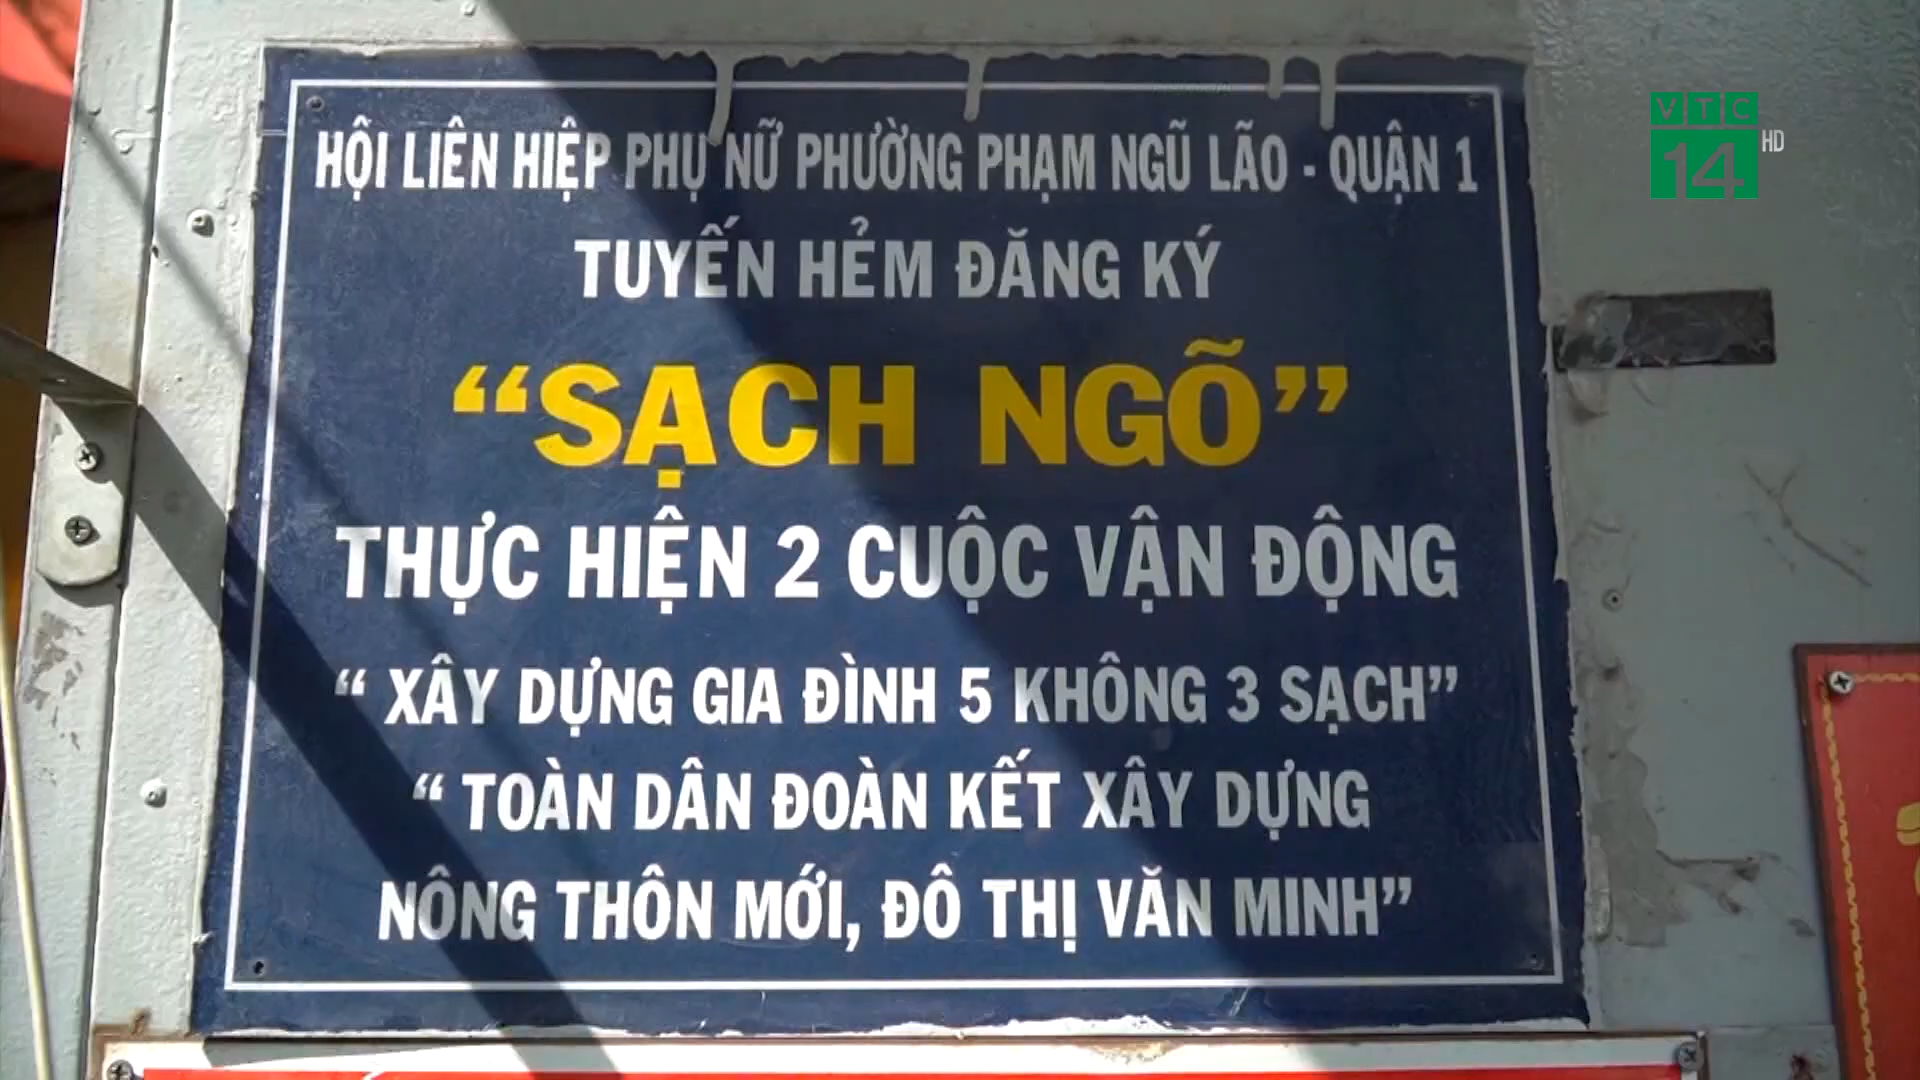 HỘI LIÊN HIỆP PHỤ NỮ PHƯỜNG PHẠM NGŨ LÃO - QUẬN 1
TUYẾN HẺM ĐĂNG KÝ
“SẠCH NGÕ”
THỰC HIỆN 2 CUỘC VẬN ĐỘNG
“ XÂY DỰNG GIA ĐÌNH 5 KHÔNG 3 SẠCH”
“ TOÀN DÂN ĐOÀN KẾT XÂY DỰNG
NÔNG THÔN MỚI, ĐÔ THỊ VĂN MINH”
VTC
14 HD